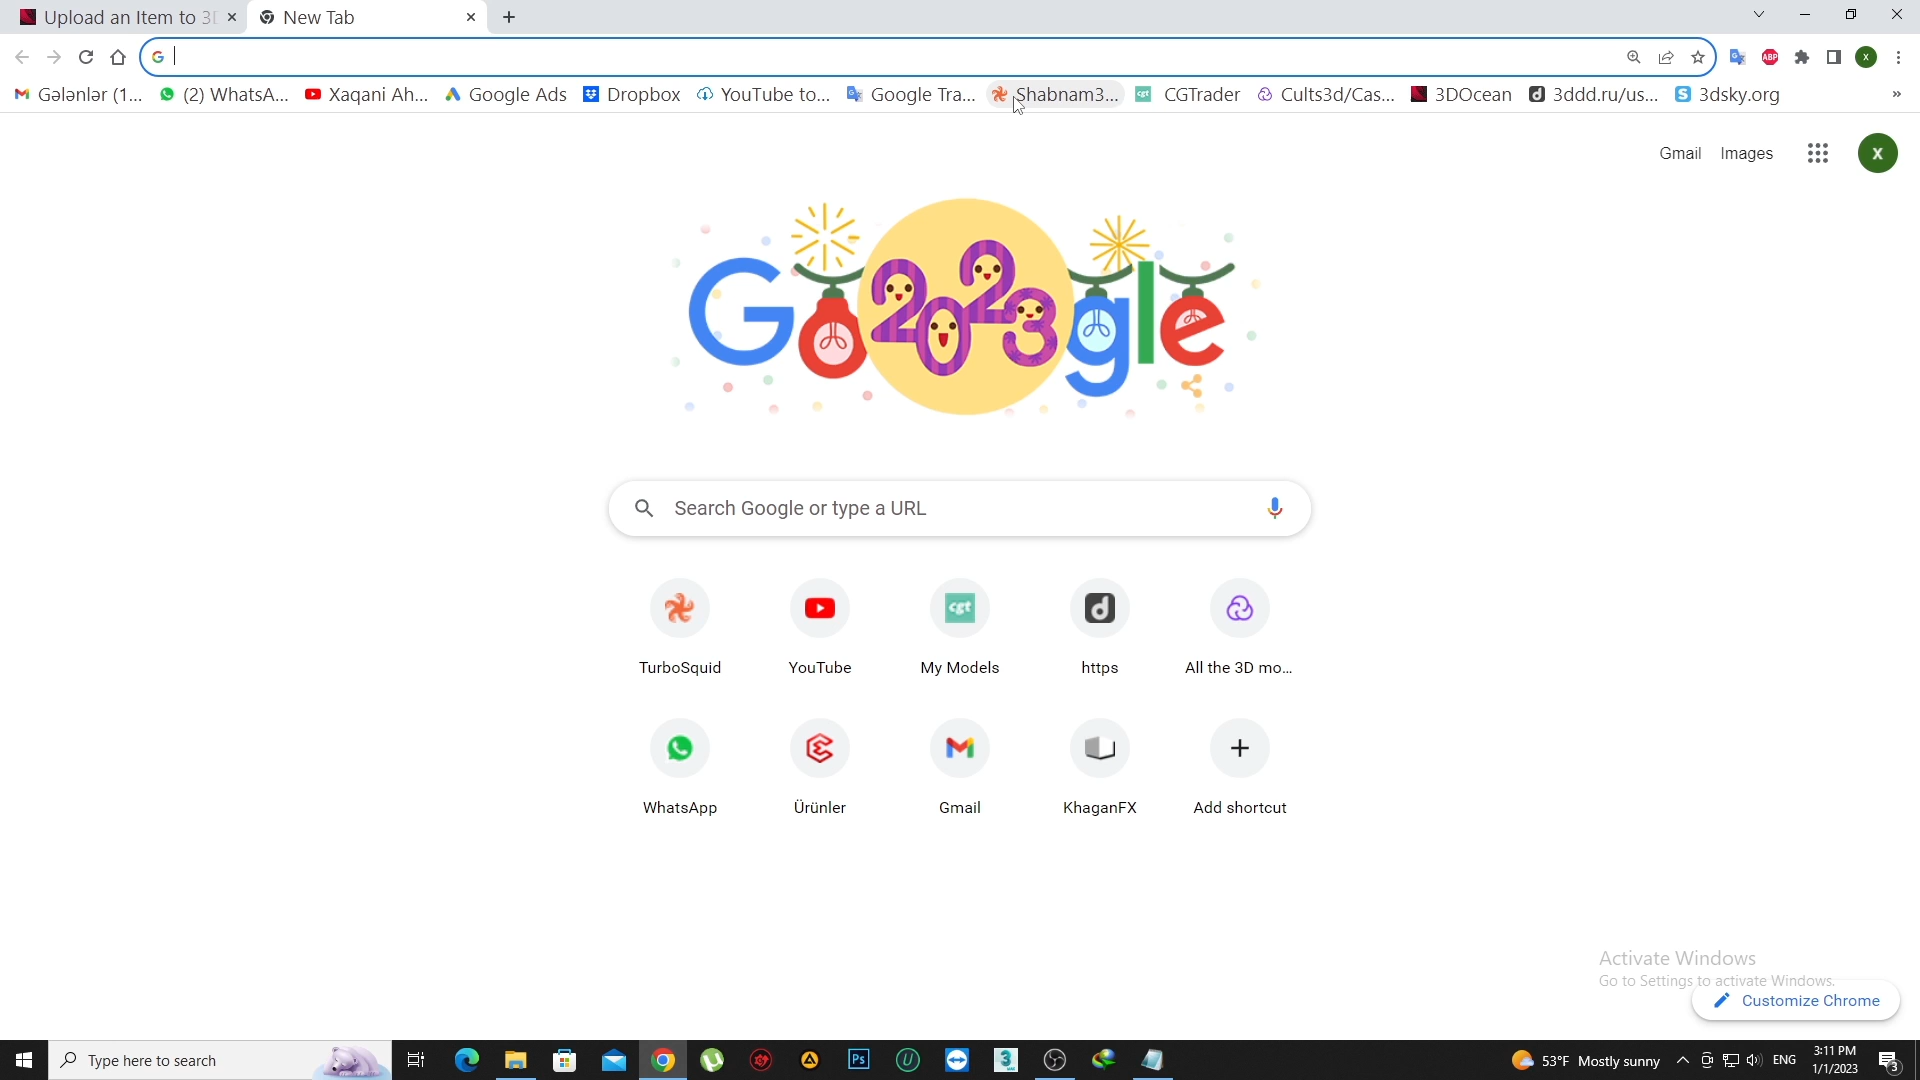 Upload an Item to 3D
New Tab
Gələnlər (1...
(2) WhatsA...
Xaqani Ah...
Google Ads
Dropbox
YouTube to...
Google Tra...
Shabnam3...
CGTrader
Cults3d/Cas...
3DOcean
3ddd.ru/us...
3dsky.org
»
Gmail
Images
X
Google
2023
Search Google or type a URL
TurboSquid
YouTube
My Models
https
All the 3D mo...
WhatsApp
Ürünler
Gmail
KhaganFX
Add shortcut
Activate Windows
Go to Settings to activate Windows.
Customize Chrome
Type here to search
53°F Mostly sunny
ENG
3:11 PM
1/1/2023
3